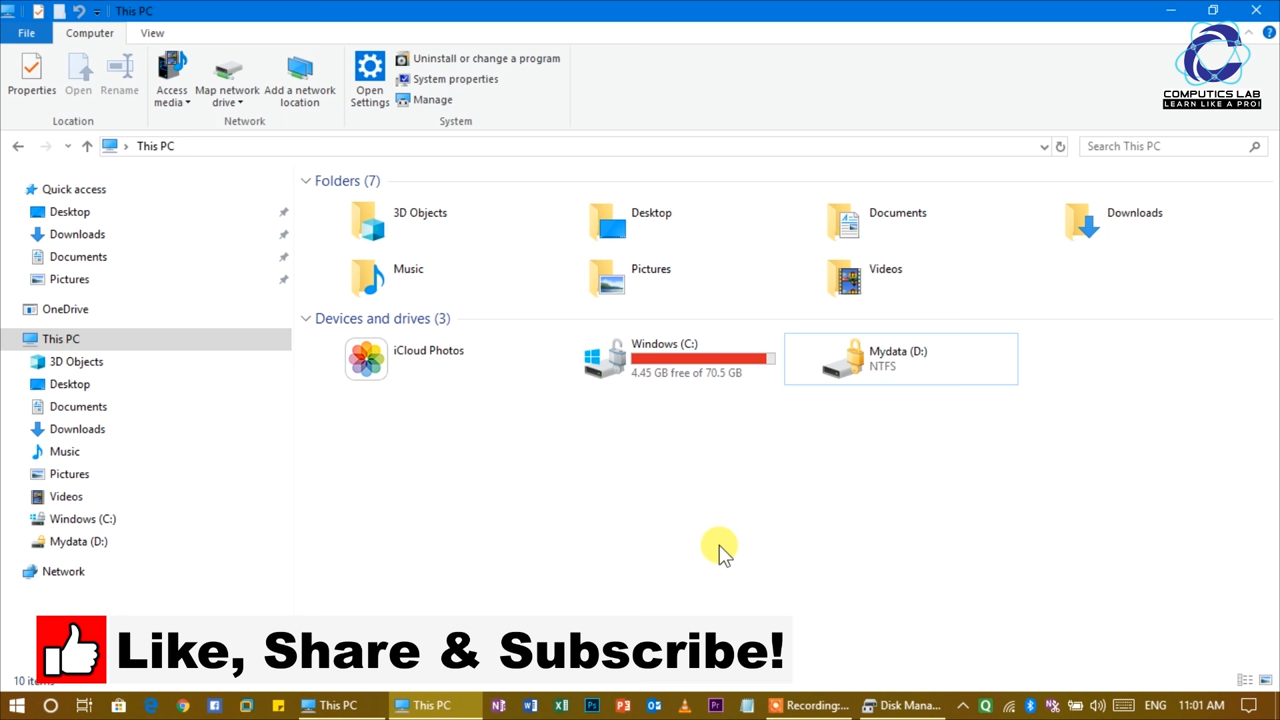 This PC
File
Computer
View
Properties
Open
Rename
Access media
Map network drive
Add a network location
Open Settings
Uninstall or change a program
System properties
Manage
Location
Network
System
COMPUTICS LAB
LEARN LIKE A PRO!
This PC
Search This PC
Quick access
Desktop
Downloads
Documents
Pictures
OneDrive
This PC
3D Objects
Desktop
Documents
Downloads
Music
Pictures
Videos
Windows (C:)
Mydata (D:)
Network
Folders (7)
3D Objects
Desktop
Documents
Downloads
Music
Pictures
Videos
Devices and drives (3)
iCloud Photos
Windows (C:)
4.45 GB free of 70.5 GB
Mydata (D:)
NTFS
Like, Share & Subscribe!
This PC
This PC
Recording:...
Disk Mana...
ENG
11:01 AM